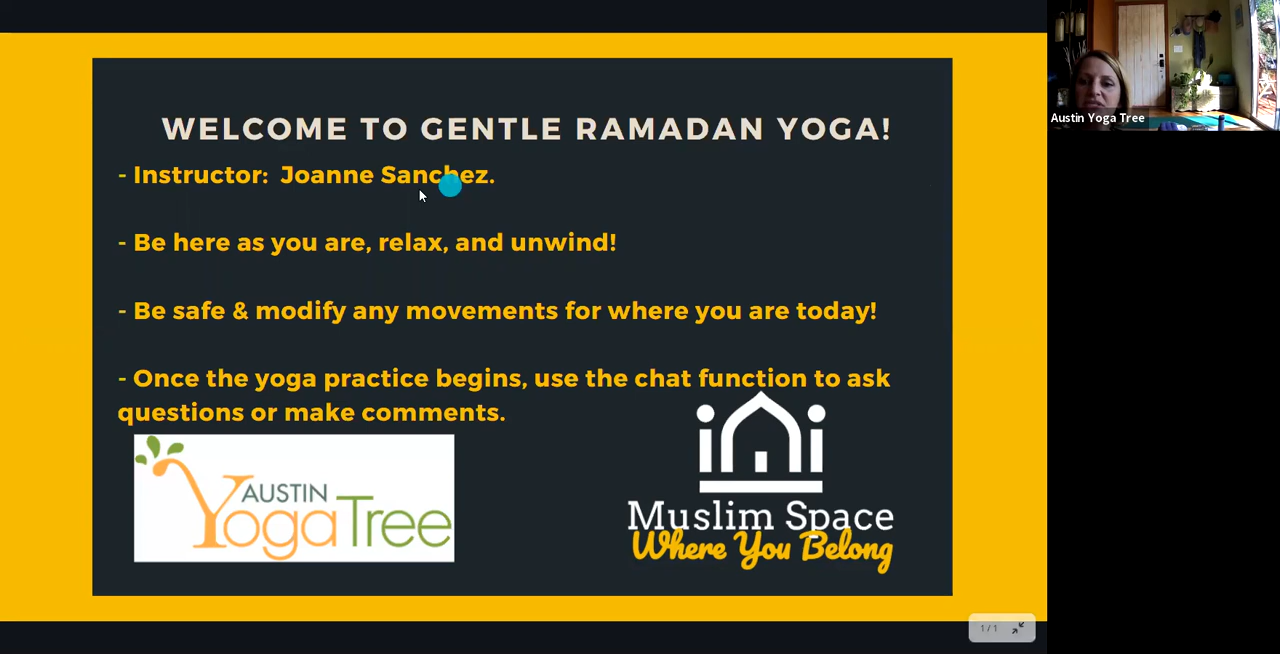 WELCOME TO GENTLE RAMADAN YOGA!
- Instructor: Joanne Sanchez.
- Be here as you are, relax, and unwind!
- Be safe & modify any movements for where you are today!
- Once the yoga practice begins, use the chat function to ask
questions or make comments.
AUSTIN
YogaTree
Muslim Space
Where You Belong
Austin Yoga Tree
1/1